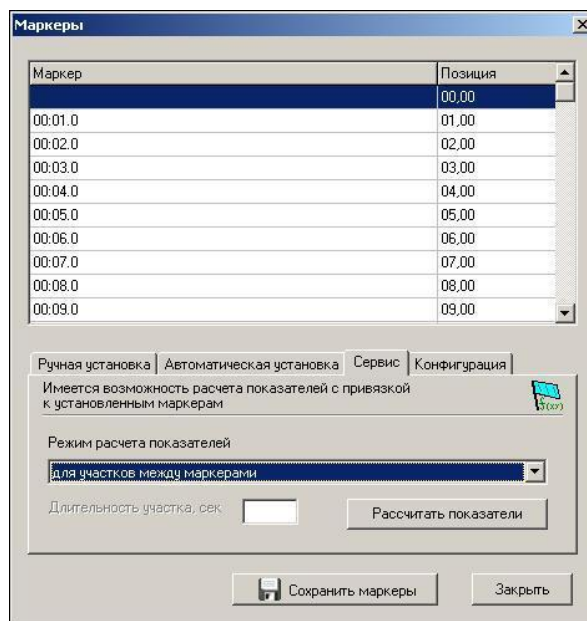 Маркеры
Маркер Позиция
00,00
00:01.0 01,00
00:02.0 02,00
00:03.0 03,00
00:04.0 04,00
00:05.0 05,00
00:06.0 06,00
00:07.0 07,00
00:08.0 08,00
00:09.0 09,00
Ручная установка Автоматическая установка Сервис Конфигурация
Имеется возможность расчета показателей с привязкой
к установленным маркерам
f(xy)
Режим расчета показателей
для участков между маркерами
Длительность участка, сек
Рассчитать показатели
Сохранить маркеры Закрыть